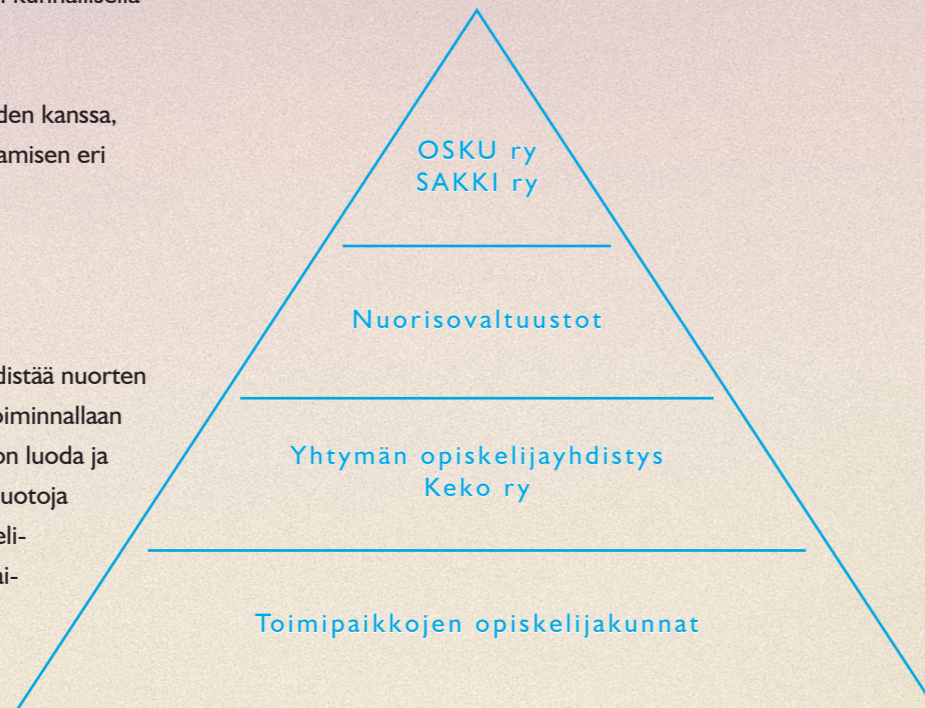 kunnallisella
den kanssa,
amisen eri
distää nuorten
oiminnallaan
on luoda ja
uotoja
eli-
ai-
OSKU ry
SAKKI ry
Nuorisovaltuustot
Yhtymän opiskelijayhdistys
Keko ry
Toimipaikkojen opiskelijakunnat